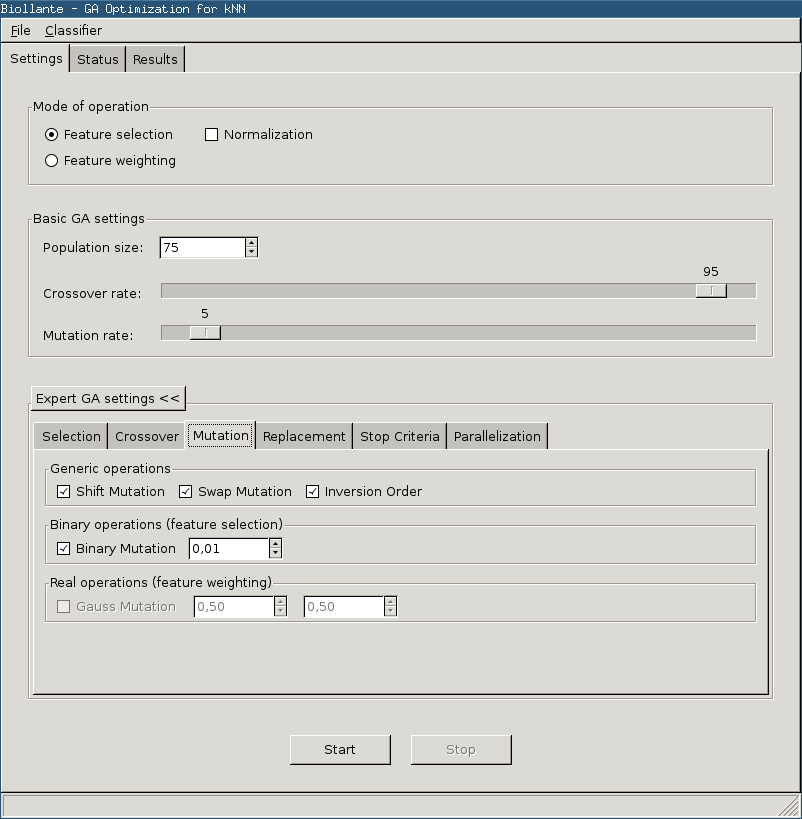 Biollante - GA Optimization for kNN
File Classifier
Settings Status Results
Mode of operation
Feature selection Normalization
Feature weighting
Basic GA settings
Population size: 75
95
Crossover rate:
5
Mutation rate:
Expert GA settings <<
Selection Crossover Mutation Replacement Stop Criteria Parallelization
Generic operations
Shift Mutation Swap Mutation Inversion Order
Binary operations (feature selection)
Binary Mutation 0,01
Real operations (feature weighting)
Gauss Mutation 0,50 0,50
Start Stop